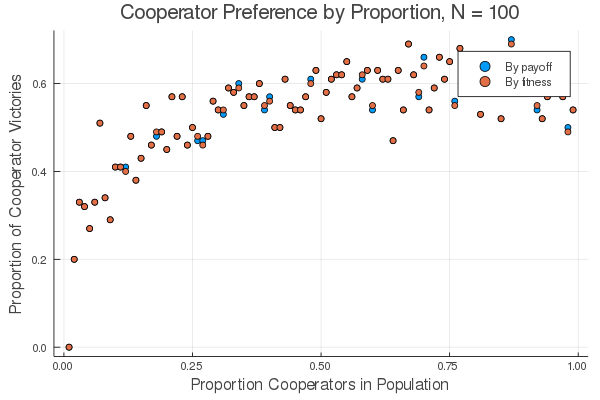 Cooperator Preference by Proportion, N = 100
Proportion of Cooperator Victories
0.6
0.4
0.2
0.0
By payoff
By fitness
0.00 0.25 0.50 0.75 1.00
Proportion Cooperators in Population